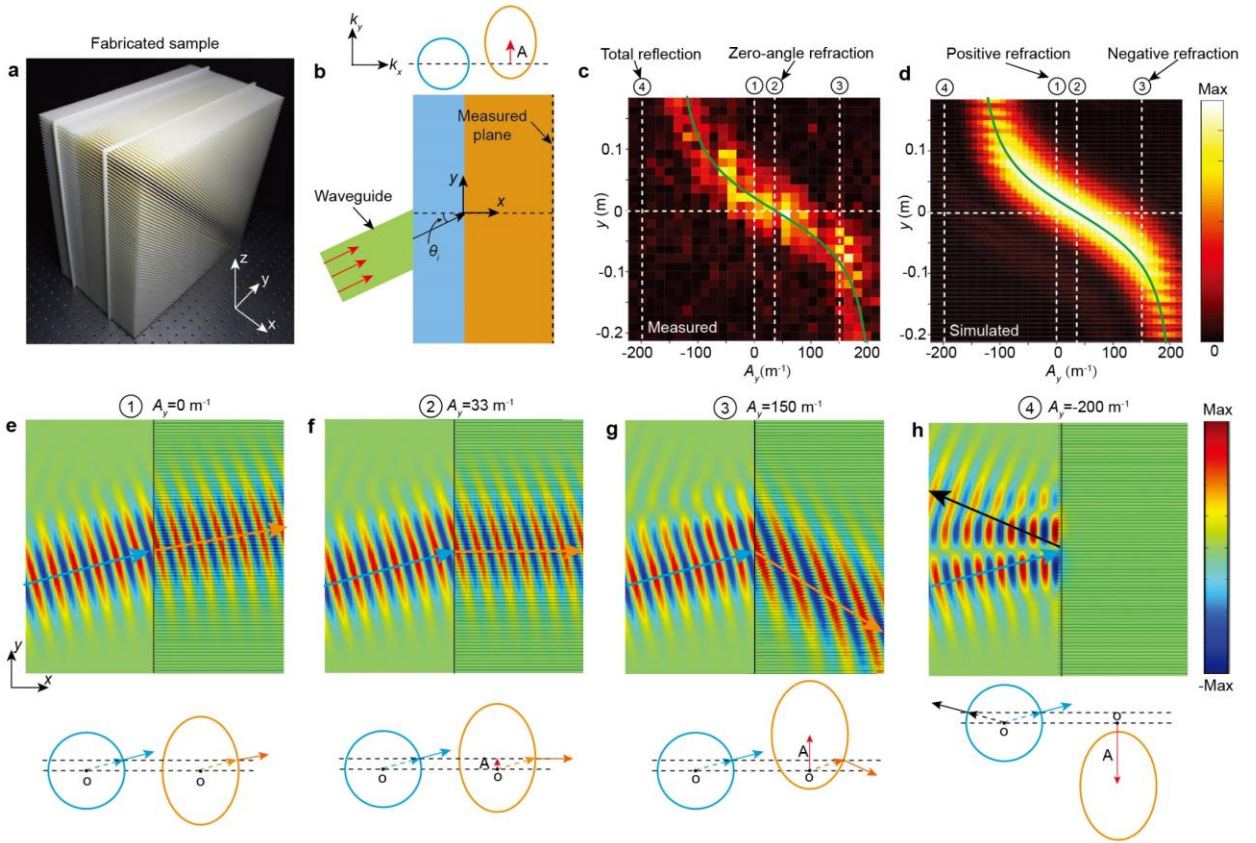 Fabricated sample
a
z
y
x
b
k_y
k_x
A
Measured
plane
Waveguide
y
x
θ_i
Total reflection
Zero-angle refraction
Positive refraction
Negative refraction
c
④ ① ② ③
d
④ ① ② ③
y (m)
0.1
0
-0.1
-0.2
Measured
-200 -100 0 100 200
A_y(m⁻¹)
y (m)
0.1
0
-0.1
-0.2
Simulated
-200 -100 0 100 200
A_y(m⁻¹)
Max
0
① A_y=0 m⁻¹
② A_y=33 m⁻¹
③ A_y=150 m⁻¹
④ A_y=-200 m⁻¹
e
f
g
h
Max
-Max
y
x
o
o
o
A
o
o
A
o
o
o
A